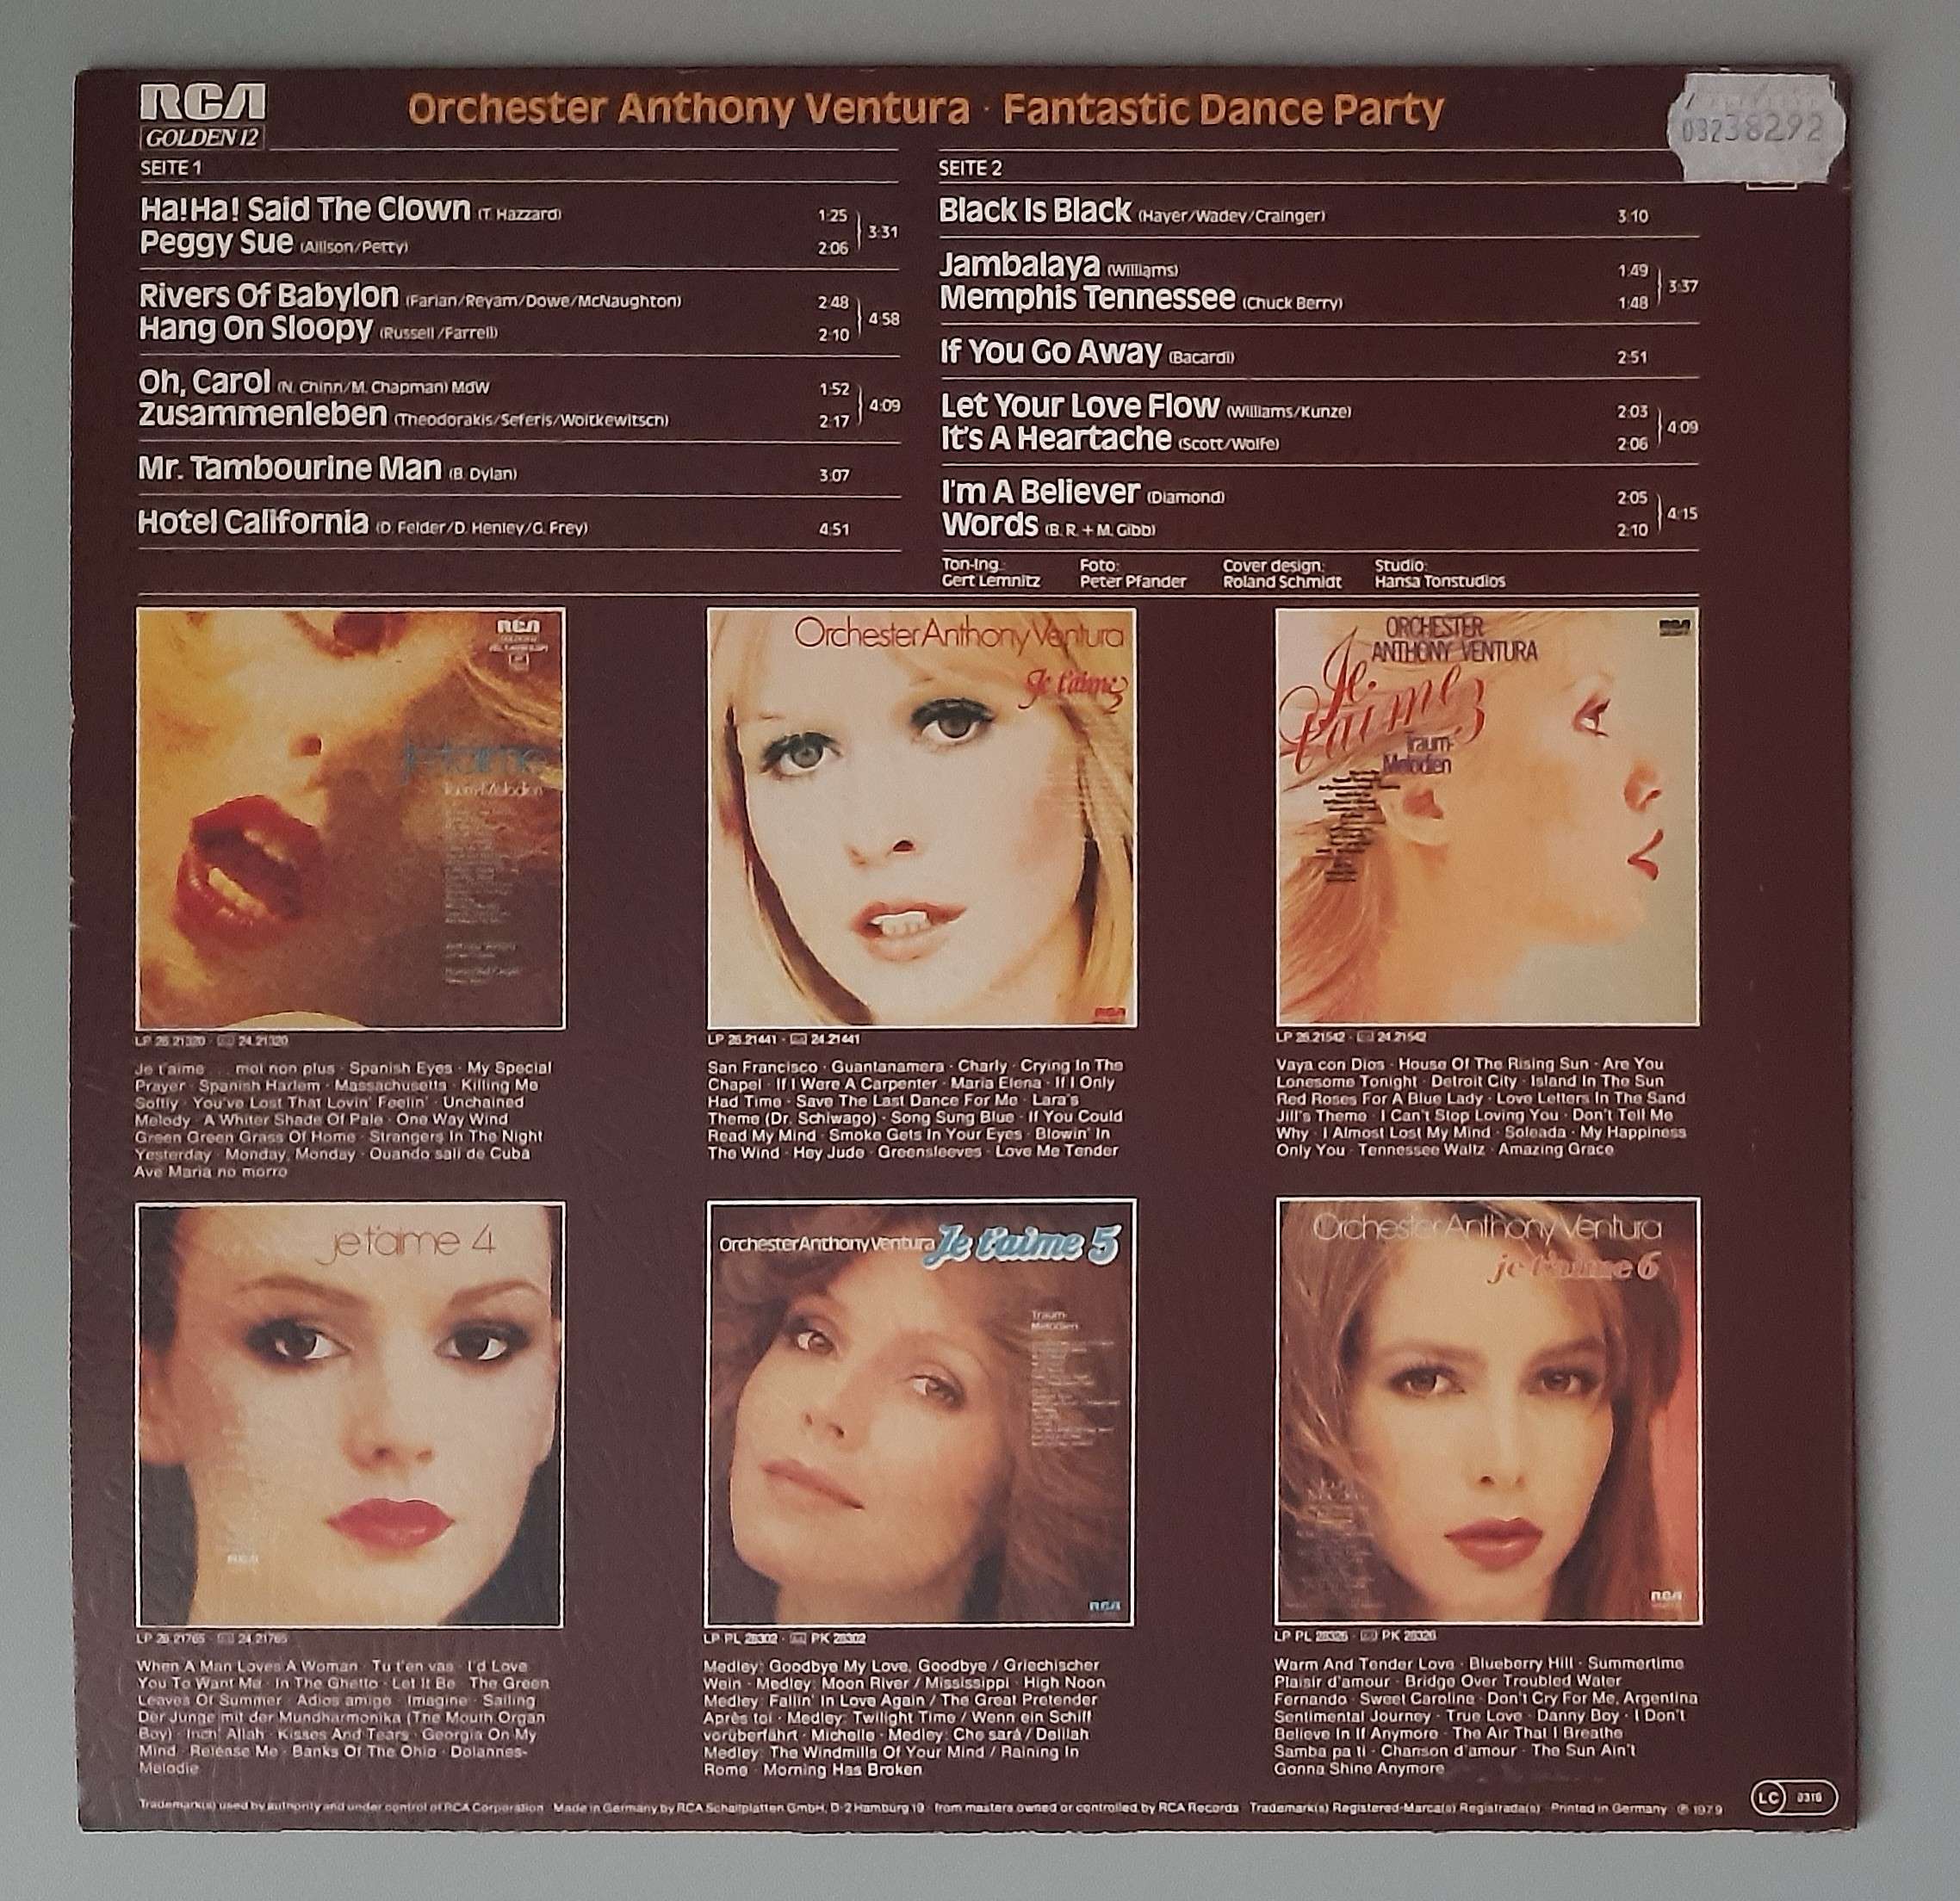 RCA
GOLDEN 12
Orchester Anthony Ventura · Fantastic Dance Party
03238292
SEITE 1
Ha!Ha! Said The Clown (T. Hazzard) 1:25
Peggy Sue (Allison/Petty) 2:06
3:31
Rivers Of Babylon (Farian/Reyam/Dowe/McNaughton) 2:48
Hang On Sloopy (Russell/Farrell) 2:10
4:58
Oh, Carol (N. Chinn/M. Chapman) MdW 1:52
Zusammenleben (Theodorakis/Seferis/Woitkewitsch) 2:17
4:09
Mr. Tambourine Man (B. Dylan) 3:07
Hotel California (D. Felder/D. Henley/G. Frey) 4:51
SEITE 2
Black Is Black (Hayer/Wadey/Crainger) 3:10
Jambalaya (Williams) 1:49
Memphis Tennessee (Chuck Berry) 1:48
3:37
If You Go Away (Bacardi) 2:51
Let Your Love Flow (Williams/Kunze) 2:03
It's A Heartache (Scott/Wolfe) 2:06
4:09
I'm A Believer (Diamond) 2:05
Words (B. R. + M. Gibb) 2:10
4:15
Ton-Ing.: Foto: Cover design: Studio:
Gert Lemnitz Peter Pfander Roland Schmidt Hansa Tonstudios
RCA
je t'aime
Traum-Melodien
Orchester Anthony Ventura
Je t'aime 2
RCA
ORCHESTER
ANTHONY VENTURA
Je
t'aime 3
Traum-
Melodien
RCA
LP 26.21320 · 24.21320
Je t'aime ... moi non plus · Spanish Eyes · My Special
Prayer · Spanish Harlem · Massachusetts · Killing Me
Softly · You've Lost That Lovin' Feelin' · Unchained
Melody · A Whiter Shade Of Pale · One Way Wind
Green Green Grass Of Home · Strangers In The Night
Yesterday · Monday, Monday · Quando sali de Cuba
Ave Maria no morro
LP 26.21441 · 24.21441
San Francisco · Guantanamera · Charly · Crying In The
Chapel · If I Were A Carpenter · Maria Elena · If I Only
Had Time · Save The Last Dance For Me · Lara's
Theme (Dr. Schiwago) · Song Sung Blue · If You Could
Read My Mind · Smoke Gets In Your Eyes · Blowin' In
The Wind · Hey Jude · Greensleeves · Love Me Tender
LP 26.21542 · 24.21542
Vaya con Dios · House Of The Rising Sun · Are You
Lonesome Tonight · Detroit City · Island In The Sun
Red Roses For A Blue Lady · Love Letters In The Sand
Jill's Theme · I Can't Stop Loving You · Don't Tell Me
Why · I Almost Lost My Mind · Soleada · My Happiness
Only You · Tennessee Waltz · Amazing Grace
je t'aime 4
RCA
Orchester Anthony Ventura Je t'aime 5
Traum-
Melodien
RCA
Orchester Anthony Ventura
je t'aime 6
RCA
LP 26.21765 · 24.21765
When A Man Loves A Woman · Tu t'en vas · I'd Love
You To Want Me · In The Ghetto · Let It Be · The Green
Leaves Of Summer · Adios amigo · Imagine · Sailing
Der Junge mit der Mundharmonika (The Mouth Organ
Boy) · Inch' Allah · Kisses And Tears · Georgia On My
Mind · Release Me · Banks Of The Ohio · Dolannes-
Melodie
LP PL 28302 · PK 28302
Medley: Goodbye My Love, Goodbye / Griechischer
Wein · Medley: Moon River / Mississippi · High Noon
Medley: Fallin' In Love Again / The Great Pretender
Après toi · Medley: Twilight Time / Wenn ein Schiff
vorüberfährt · Michelle · Medley: Che sarà / Delilah
Medley: The Windmills Of Your Mind / Raining In
Rome · Morning Has Broken
LP PL 28326 · PK 28326
Warm And Tender Love · Blueberry Hill · Summertime
Plaisir d'amour · Bridge Over Troubled Water
Fernando · Sweet Caroline · Don't Cry For Me, Argentina
Sentimental Journey · True Love · Danny Boy · I Don't
Believe In If Anymore · The Air That I Breathe
Samba pa ti · Chanson d'amour · The Sun Ain't
Gonna Shine Anymore
Trademark(s) used by authority and under control of RCA Corporation · Made in Germany by RCA Schallplatten GmbH, D-2 Hamburg 19 · from masters owned or controlled by RCA Records · Trademark(s) Registered-Marca(s) Registrada(s) · Printed in Germany · ℗ 1979
LC 0316